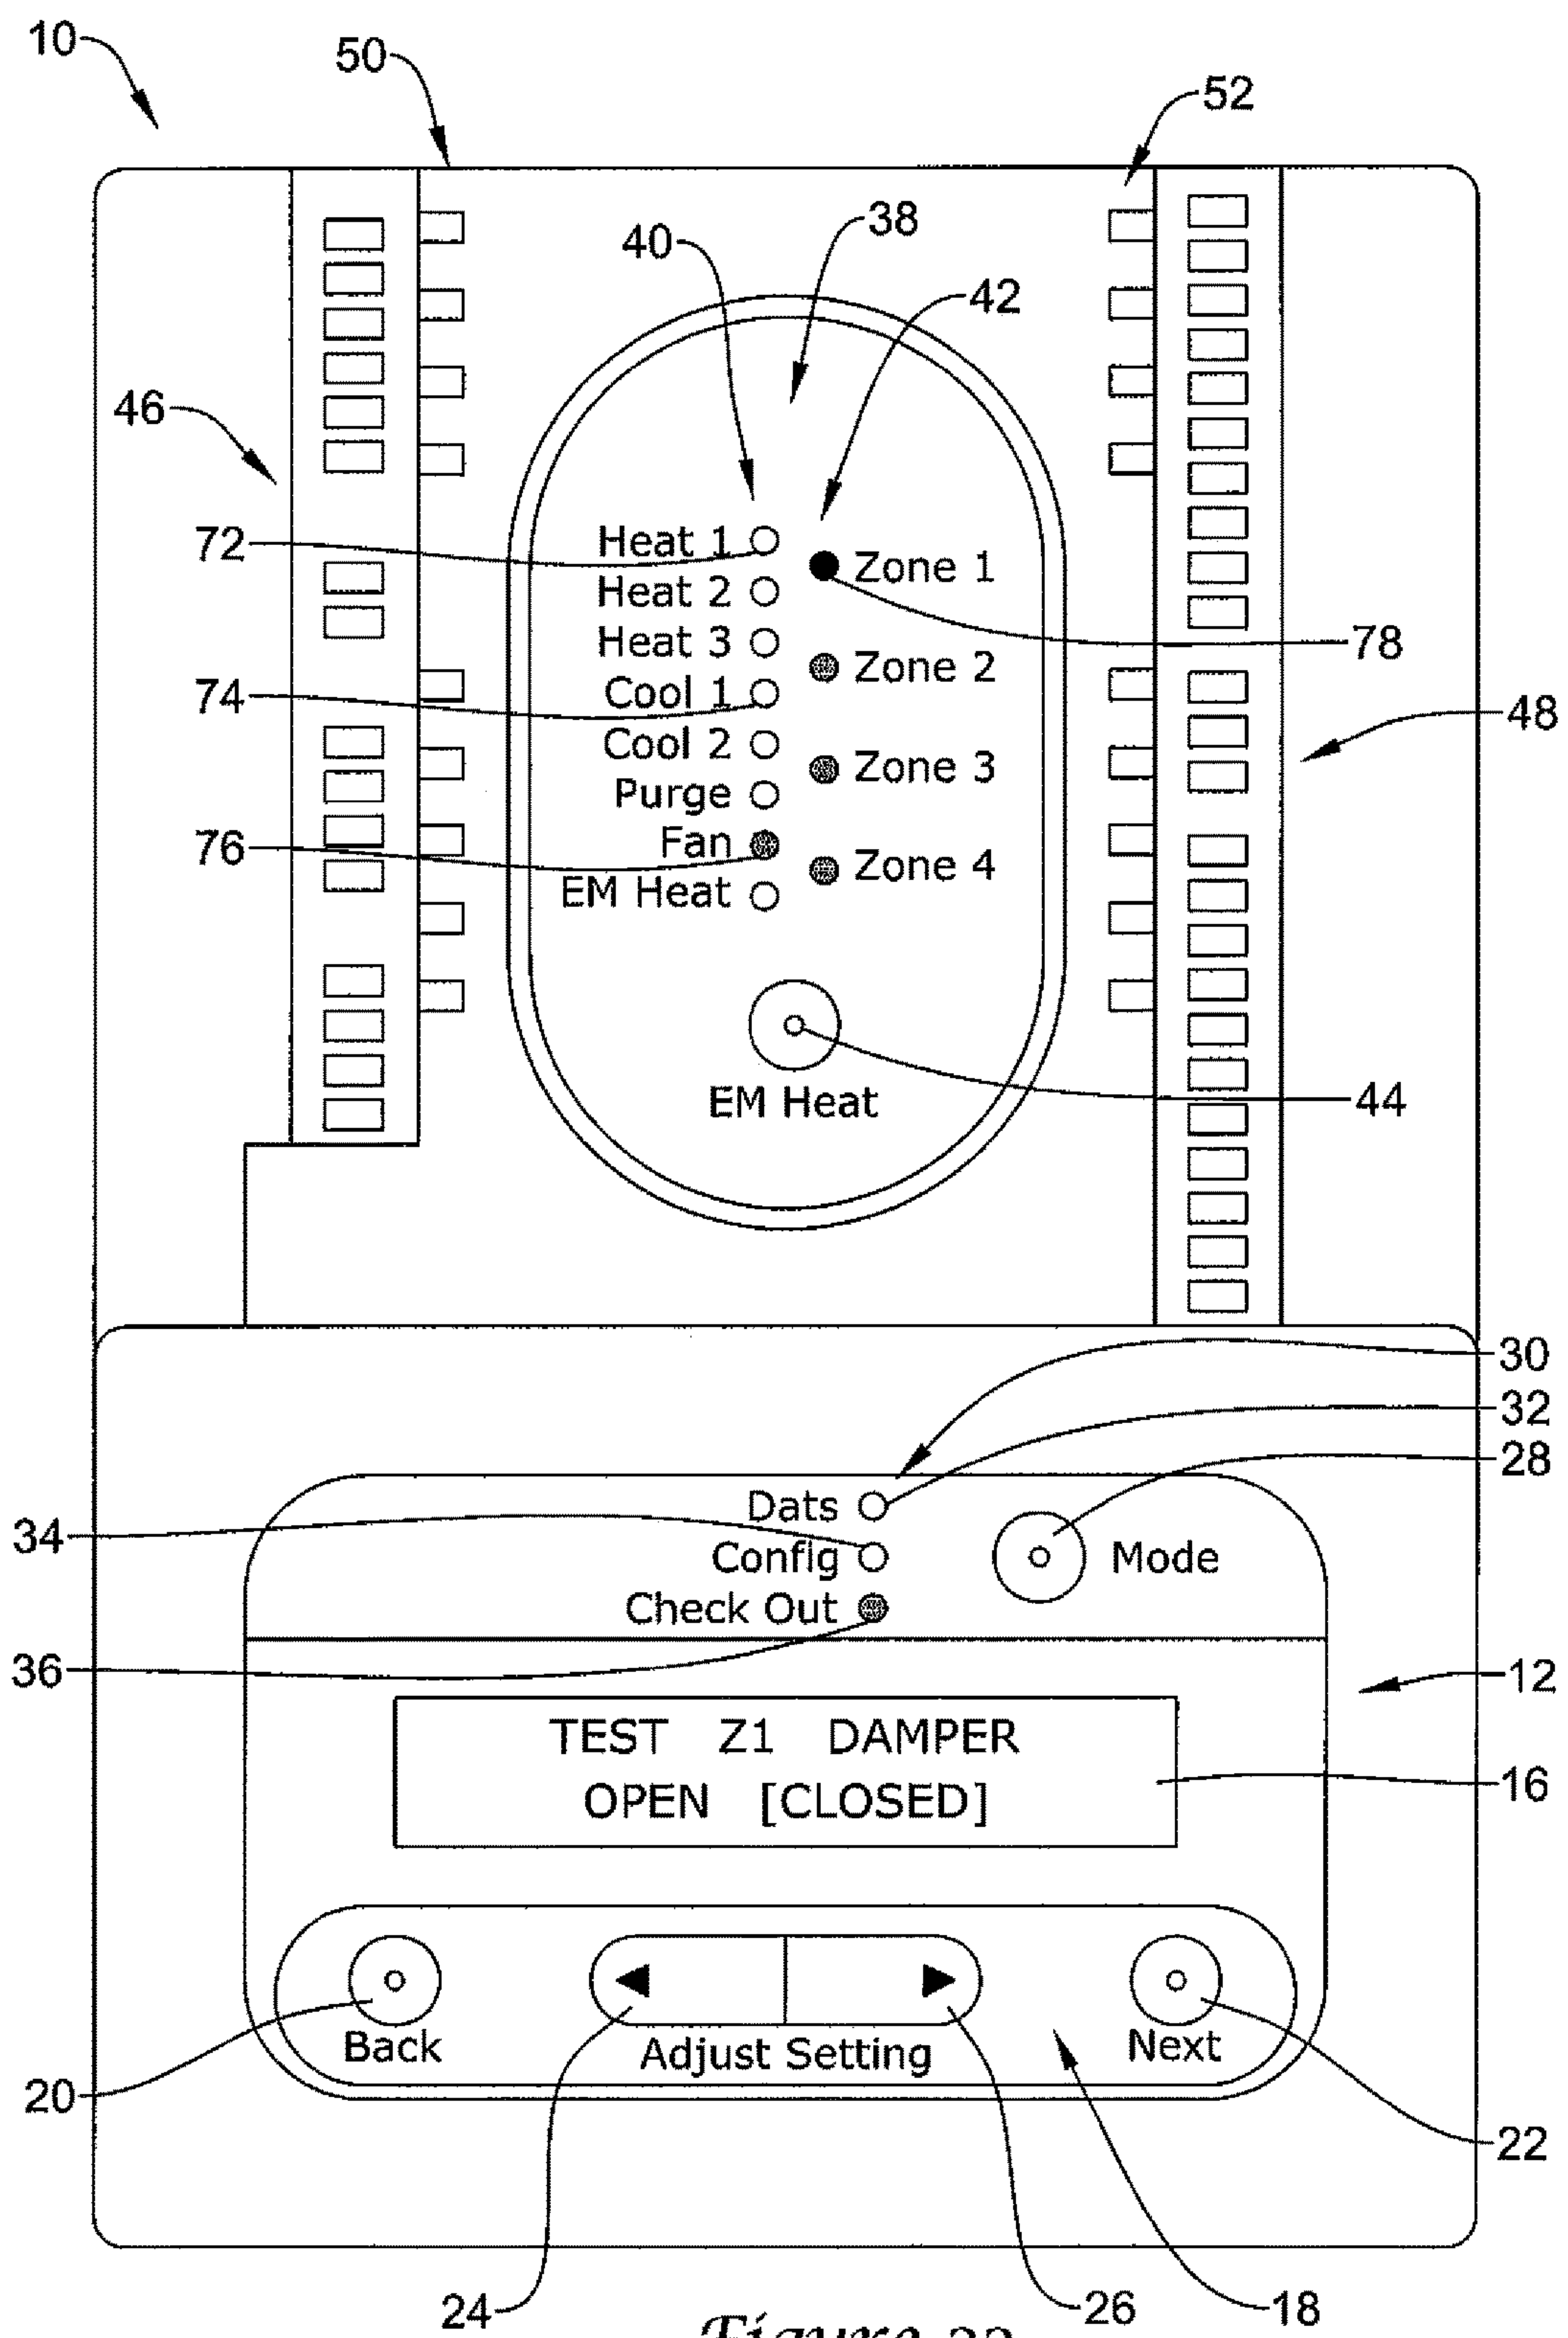 10
50
52
38
40
42
46
Heat 1
72
Zone 1
Heat 2
Heat 3
78
Zone 2
Cool 1
74
48
Cool 2
Zone 3
Purge
Fan
76
Zone 4
EM Heat
EM Heat
44
30
32
28
Dats
34
Config
Mode
Check Out
36
12
TEST Z1 DAMPER
OPEN [CLOSED]
16
Back
Adjust Setting
Next
20
22
24
26
18
Figure